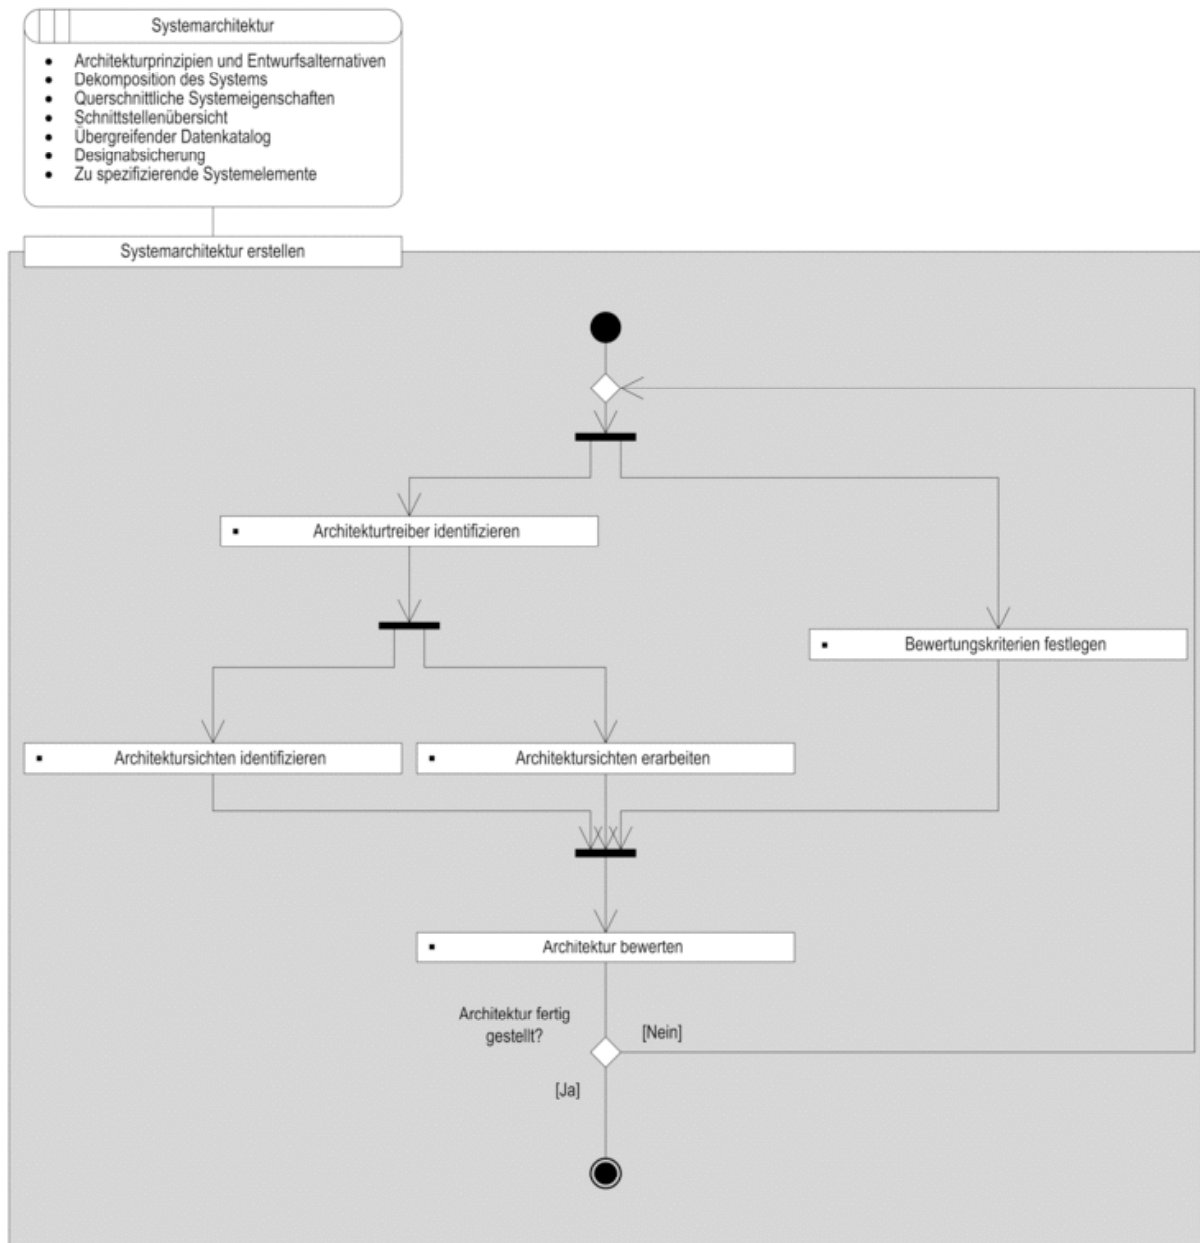 Systemarchitektur
Architekturprinzipien und Entwurfsalternativen
Dekomposition des Systems
Querschnittliche Systemeigenschaften
Schnittstellenübersicht
Übergreifender Datenkatalog
Designabsicherung
Zu spezifizierende Systemelemente
Systemarchitektur erstellen
Architekturtreiber identifizieren
Bewertungskriterien festlegen
Architektursichten identifizieren
Architektursichten erarbeiten
Architektur bewerten
Architektur fertig
gestellt?
[Nein]
[Ja]